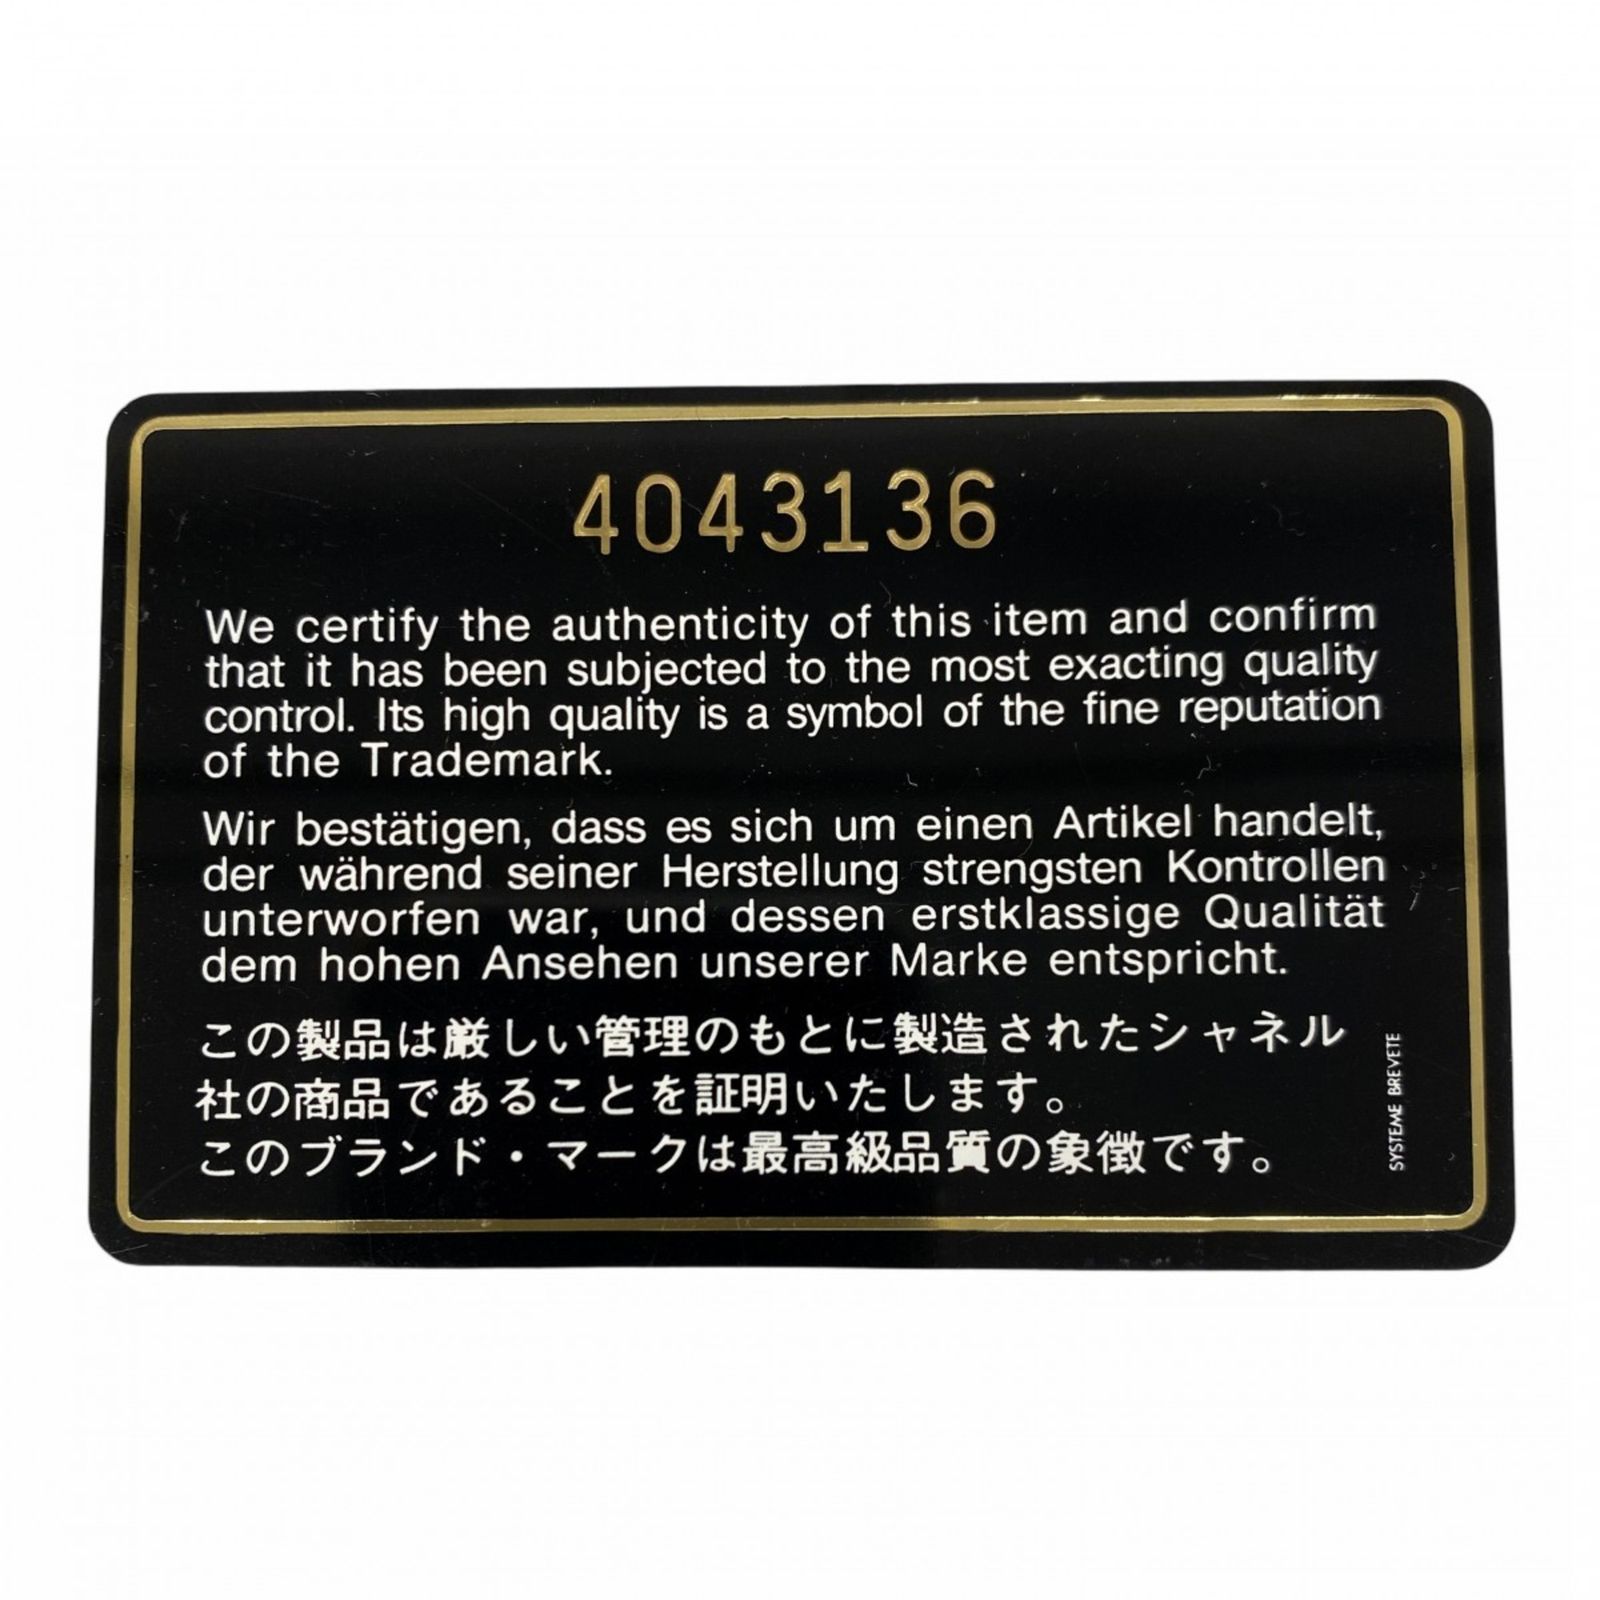 4043136
We certify the authenticity of this item and confirm
that it has been subjected to the most exacting quality
control. Its high quality is a symbol of the fine reputation
of the Trademark.
Wir bestätigen, dass es sich um einen Artikel handelt,
der während seiner Herstellung strengsten Kontrollen
unterworfen war, und dessen erstklassige Qualität
dem hohen Ansehen unserer Marke entspricht.
この製品は厳しい管理のもとに製造されたシャネル
社の商品であることを証明いたします。
このブランド・マークは最高級品質の象徴です。
SYSTEME BREVETE